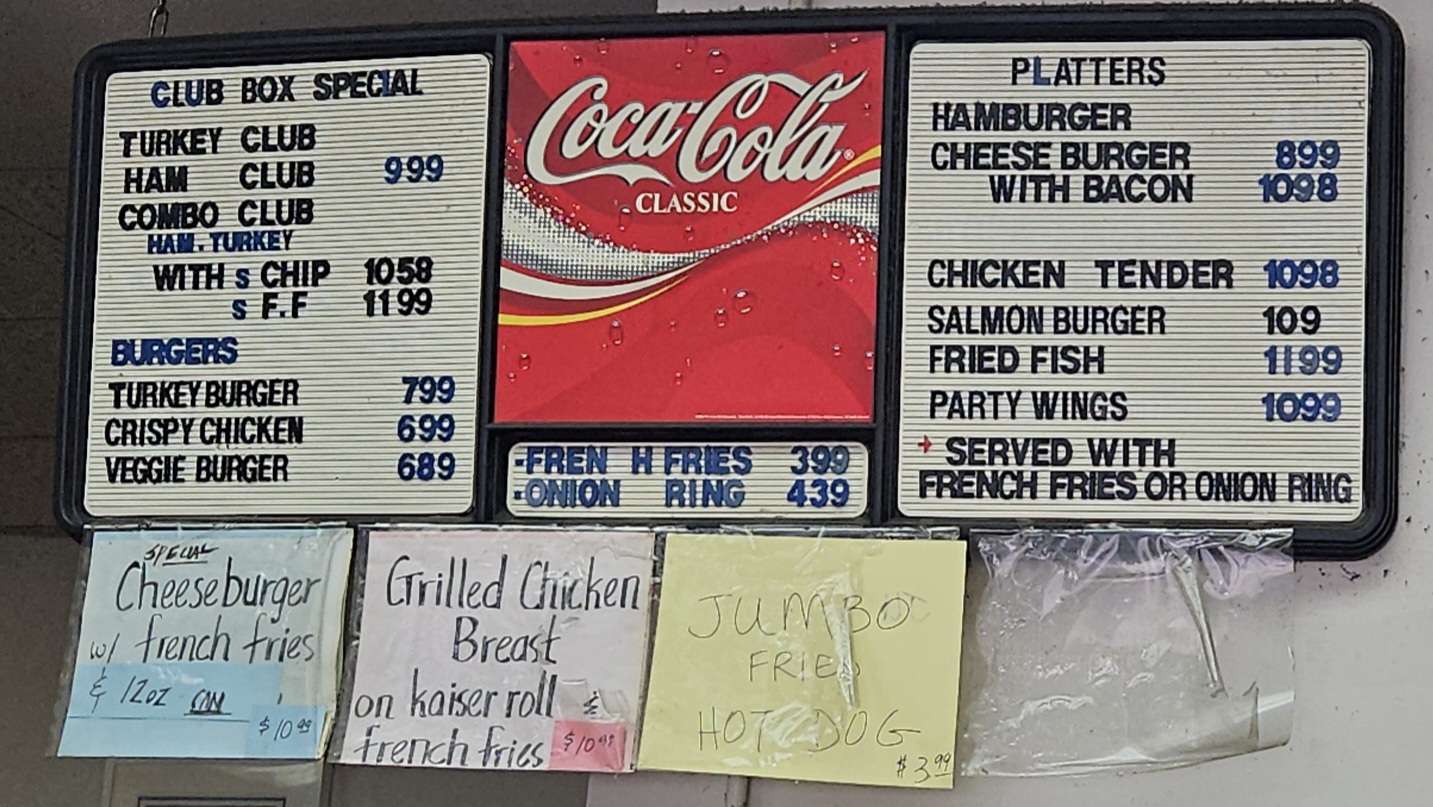 CLUB BOX SPECIAL
TURKEY CLUB
HAM CLUB 999
COMBO CLUB
HAM. TURKEY
WITH s CHIP 1058
s F.F 1199
BURGERS
TURKEY BURGER 799
CRISPY CHICKEN 699
VEGGIE BURGER 689
Coca-Cola®
CLASSIC
-FREN H FRIES 399
-ONION RING 439
PLATTERS
HAMBURGER
CHEESE BURGER 899
WITH BACON 1098
CHICKEN TENDER 1098
SALMON BURGER 109
FRIED FISH 1199
PARTY WINGS 1099
SERVED WITH
FRENCH FRIES OR ONION RING
SPECIAL
Cheeseburger
w/ french fries
& 12oz CAN
$10.99
Grilled Chicken
Breast
on kaiser roll &
french fries $10.99
JUMBO
FRIED
HOT DOG
$3.99